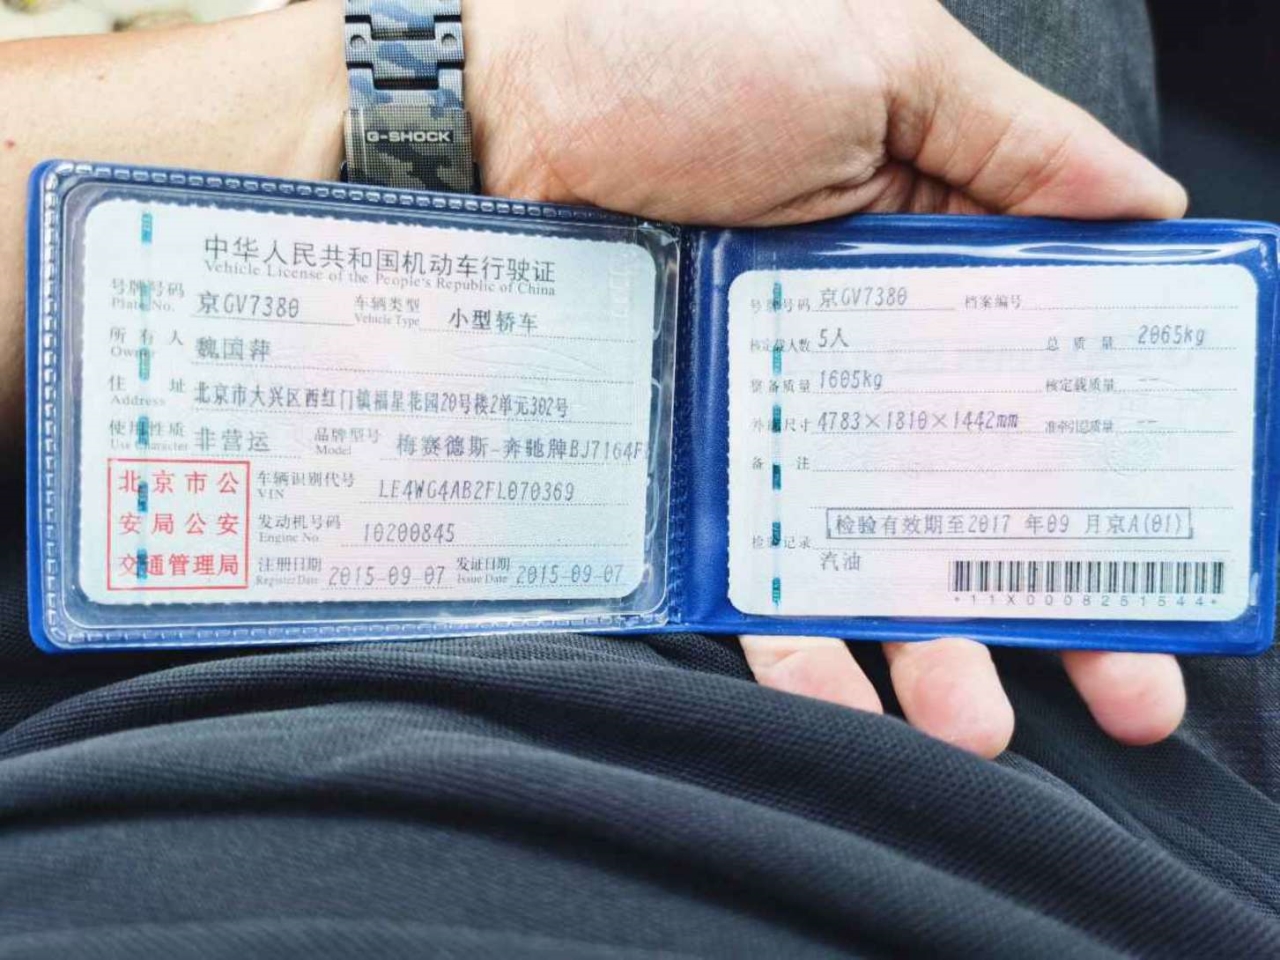 G-SHOCK
中华人民共和国机动车行驶证
Vehicle License of the People's Republic of China
号牌号码 京GV7380 车辆类型 小型轿车
Plate No. Vehicle Type
所有人 魏国萍
Owner
住址 北京市大兴区西红门镇福星花园20号楼2单元302号
Address
使用性质 非营运 品牌型号 梅赛德斯-奔驰牌BJ7164F
Use Character Model
北京市公
安局公安
交通管理局
车辆识别代号 LE4WG4AB2FL070369
VIN
发动机号码 10200845
Engine No.
注册日期 2015-09-07 发证日期 2015-09-07
Register Date Issue Date
号牌号码 京GV7380 档案编号
核定载人数 5人 总质量 2065kg
整备质量 1605kg 核定载质量 --
外廓尺寸 4783×1810×1442mm 准牵引总质量 --
备注
检验记录 检验有效期至2017 年09 月京A(01)
汽油
*11X0008251544*